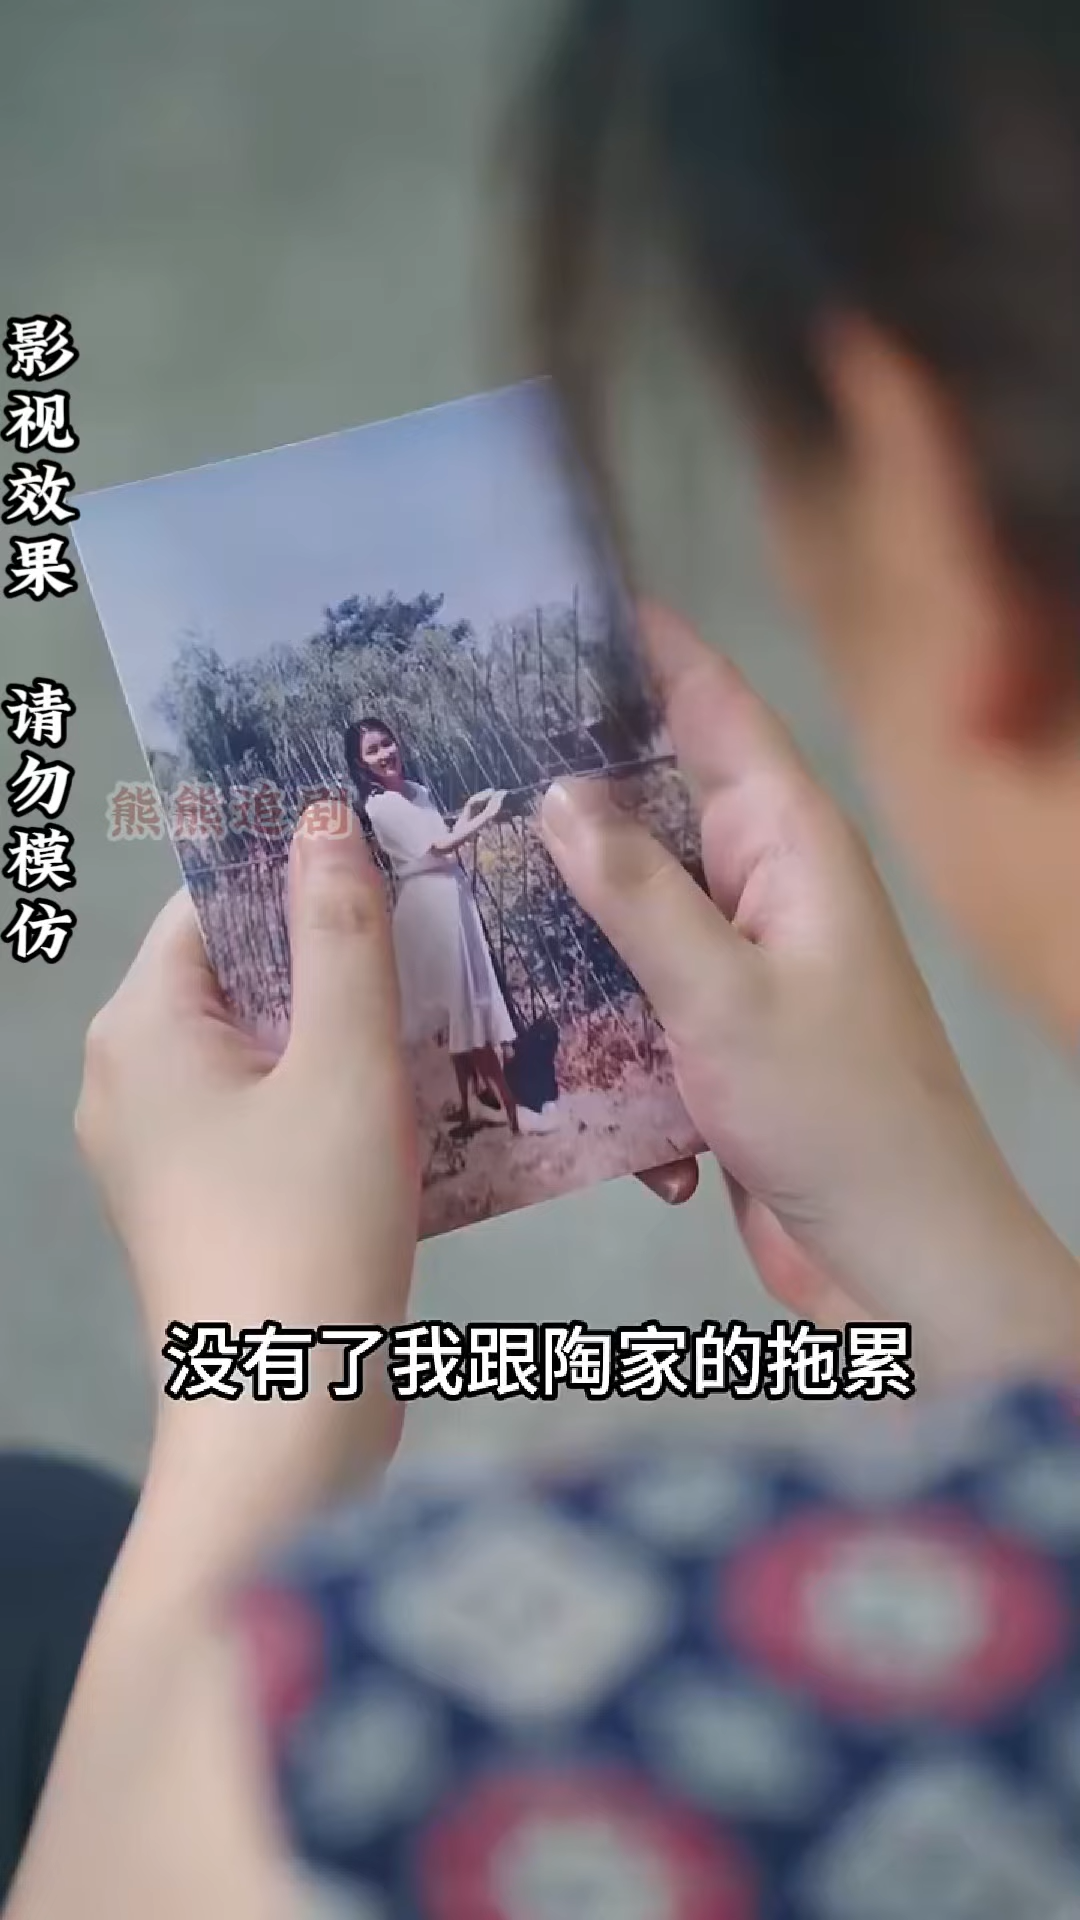 影视效果 请勿模仿
熊熊追剧
没有了我跟陶家的拖累